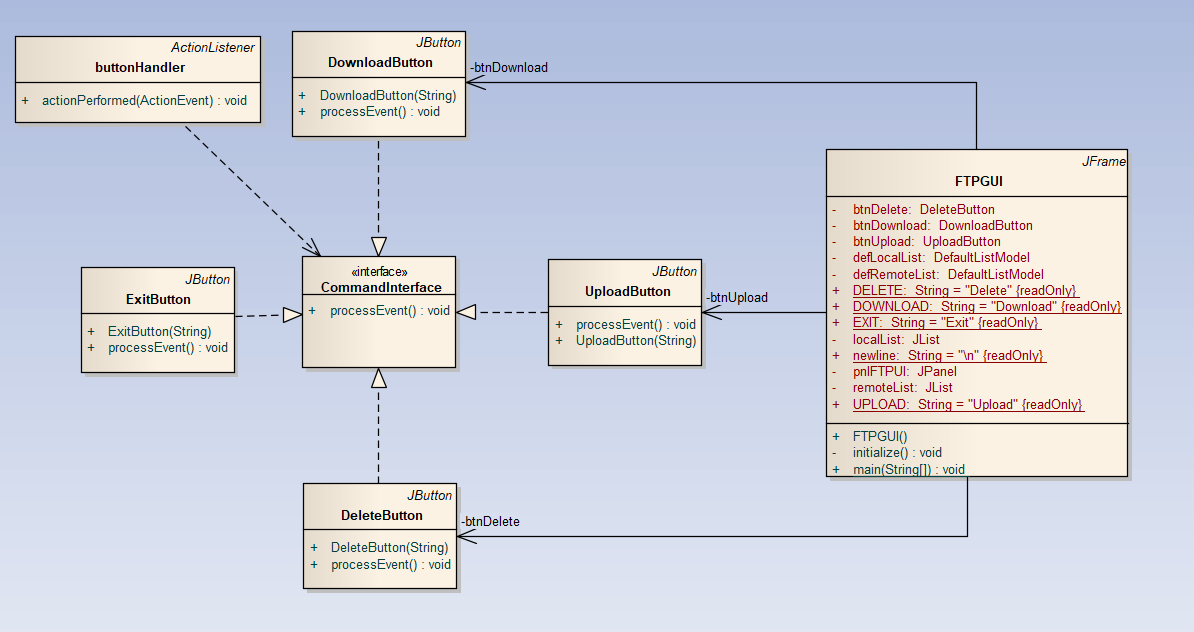 ActionListener
buttonHandler
+ actionPerformed(ActionEvent) : void
JButton
DownloadButton
+ DownloadButton(String)
+ processEvent() : void
-btnDownload
JFrame
FTPGUI
- btnDelete: DeleteButton
- btnDownload: DownloadButton
- btnUpload: UploadButton
- defLocalList: DefaultListModel
- defRemoteList: DefaultListModel
+ DELETE: String = "Delete" {readOnly}
+ DOWNLOAD: String = "Download" {readOnly}
+ EXIT: String = "Exit" {readOnly}
- localList: JList
+ newline: String = "\n" {readOnly}
- pnlFTPUI: JPanel
- remoteList: JList
+ UPLOAD: String = "Upload" {readOnly}
+ FTPGUI()
- initialize() : void
+ main(String[]) : void
JButton
ExitButton
+ ExitButton(String)
+ processEvent() : void
«interface»
CommandInterface
+ processEvent() : void
JButton
UploadButton
+ processEvent() : void
+ UploadButton(String)
-btnUpload
JButton
DeleteButton
+ DeleteButton(String)
+ processEvent() : void
-btnDelete